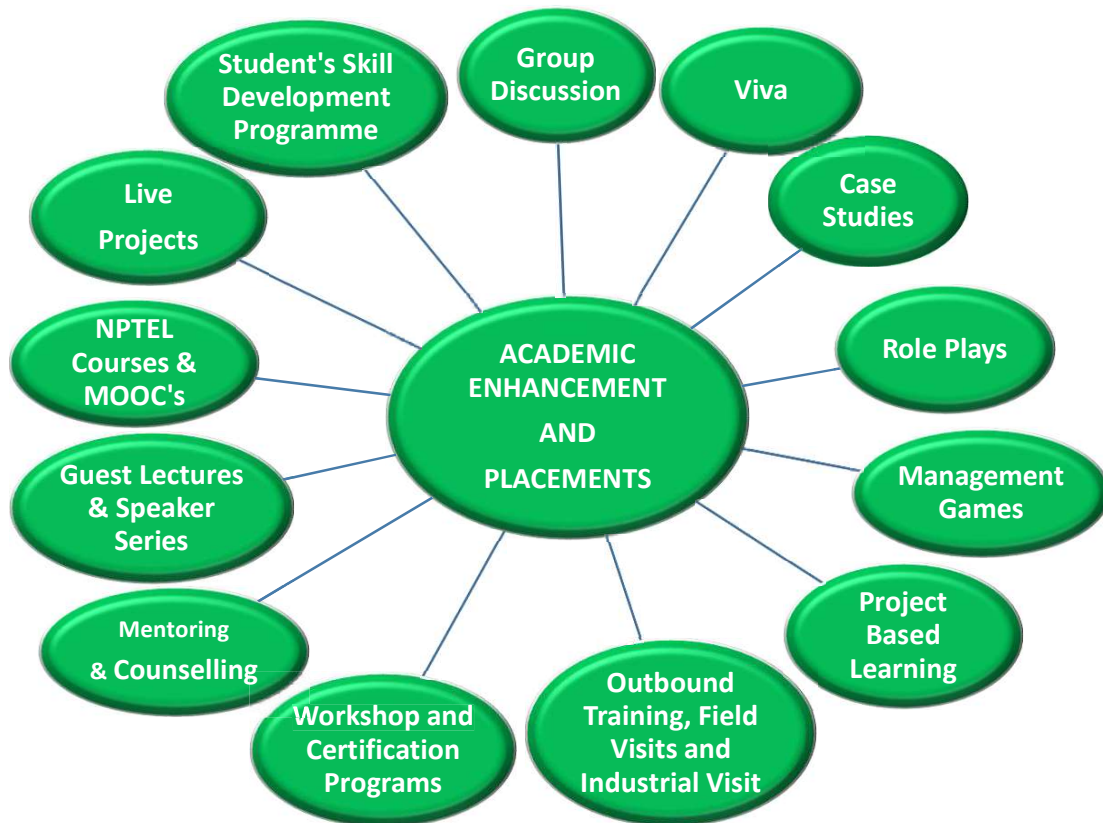 Student's Skill
Development
Programme
Group
Discussion
Viva
Case
Studies
Live
Projects
NPTEL
Courses &
MOOC's
ACADEMIC
ENHANCEMENT
AND
PLACEMENTS
Role Plays
Guest Lectures
& Speaker
Series
Management
Games
Mentoring
& Counselling
Project
Based
Learning
Workshop and
Certification
Programs
Outbound
Training, Field
Visits and
Industrial Visit